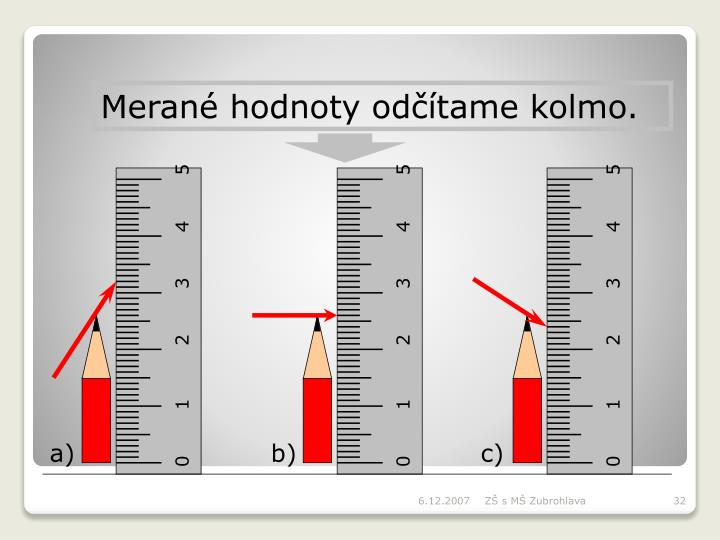 Merané hodnoty odčítame kolmo.
5 5 5
4 4 4
3 3 3
2 2 2
1 1 1
0 0 0
a) b) c)
6.12.2007 ZŠ s MŠ Zubrohlava 32